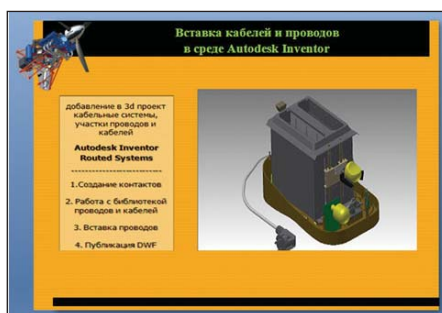 Вставка кабелей и проводов
в среде Autodesk Inventor
добавление в 3d проект
кабельные системы,
участки проводов и
кабелей
Autodesk Inventor
Routed Systems
----------------------------
1.Создание контактов
2. Работа с библиотекой
проводов и кабелей
3. Вставка проводов
4. Публикация DWF